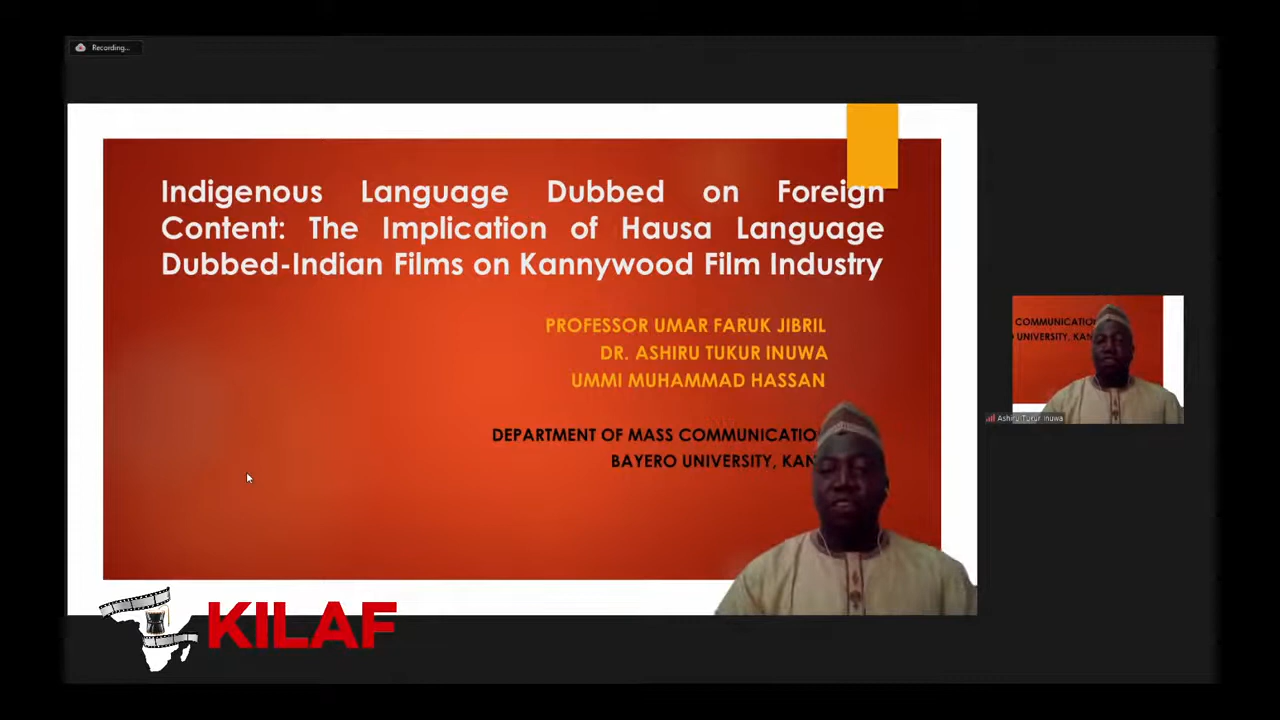 Recording...
Indigenous Language Dubbed on Foreign
Content: The Implication of Hausa Language
Dubbed-Indian Films on Kannywood Film Industry
PROFESSOR UMAR FARUK JIBRIL
DR. ASHIRU TUKUR INUWA
UMMI MUHAMMAD HASSAN
DEPARTMENT OF MASS COMMUNICATIO
BAYERO UNIVERSITY, KAN
COMMUNICATIO
UNIVERSITY, KAN
Ashiru Tukur Inuwa
KILAF